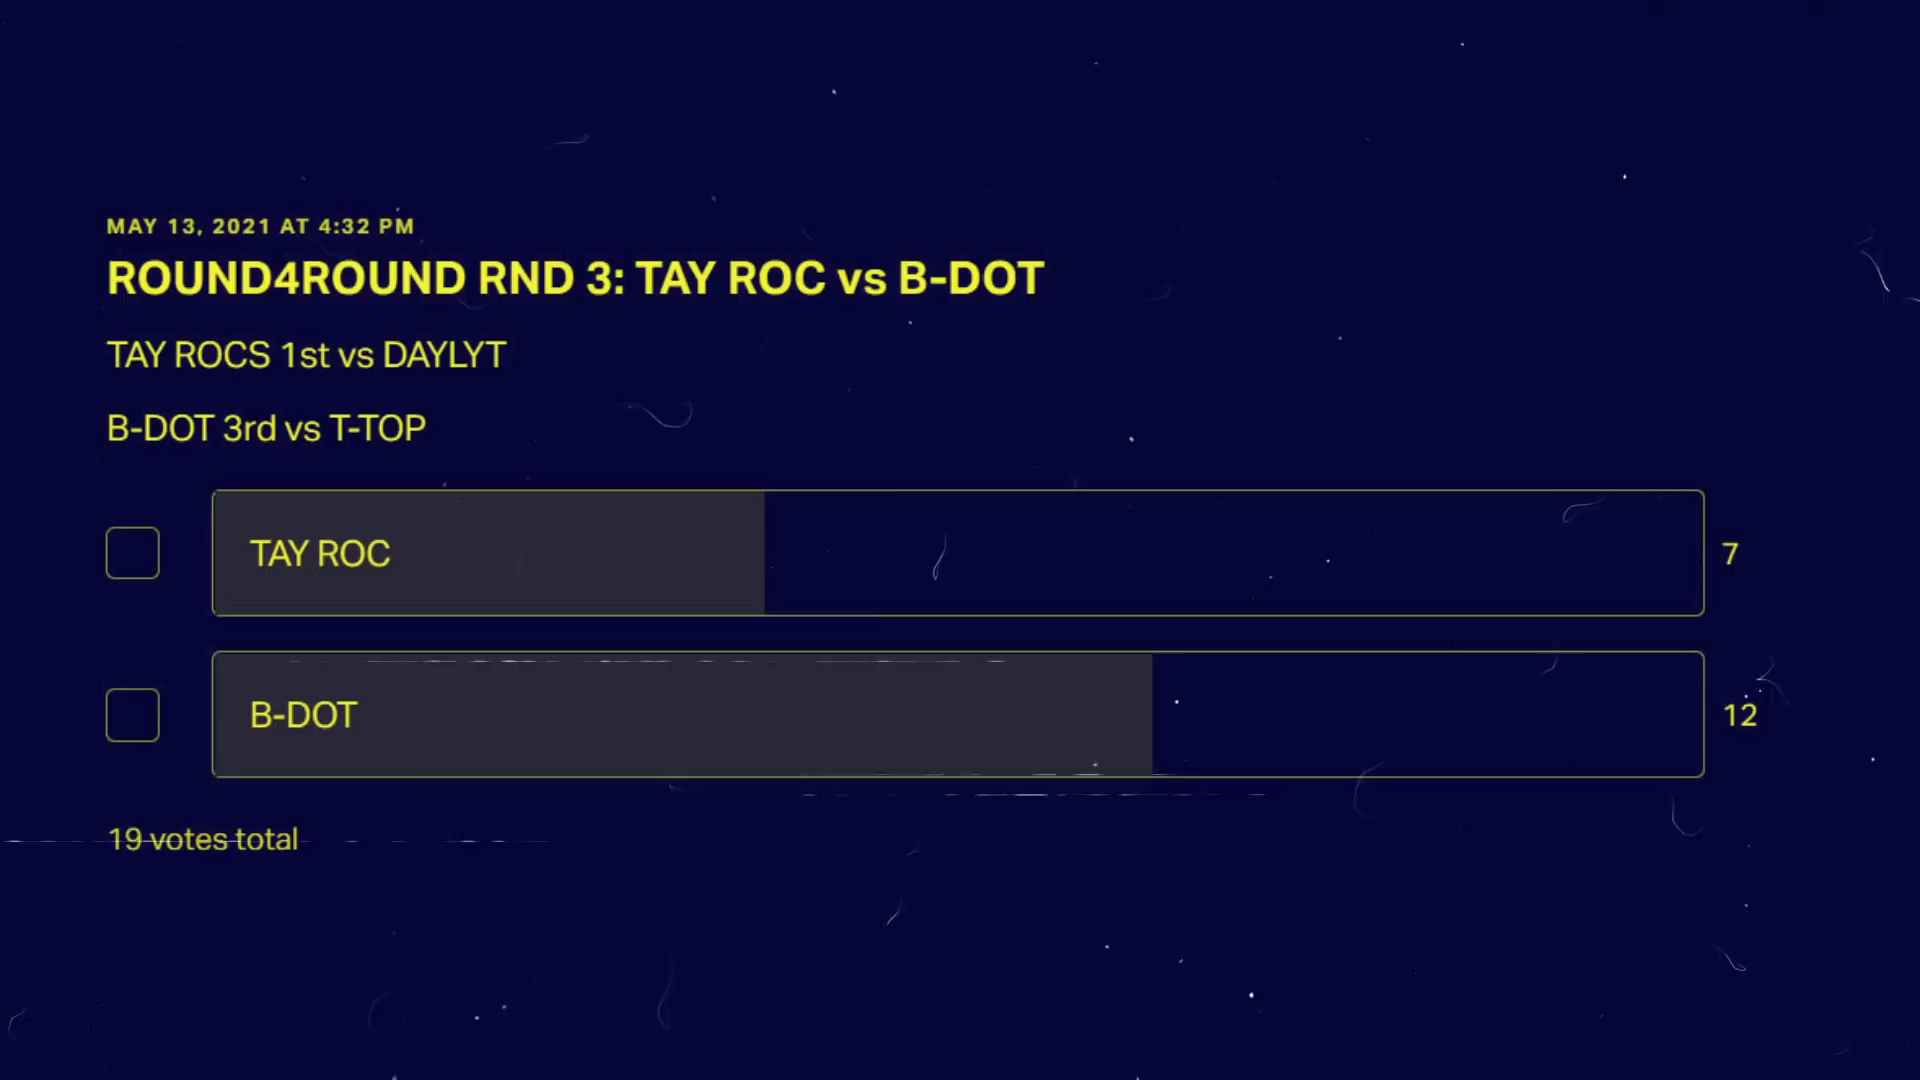 MAY 13, 2021 AT 4:32 PM
ROUND4ROUND RND 3: TAY ROC vs B-DOT
TAY ROCS 1st vs DAYLYT
B-DOT 3rd vs T-TOP
TAY ROC 7
B-DOT 12
19 votes total